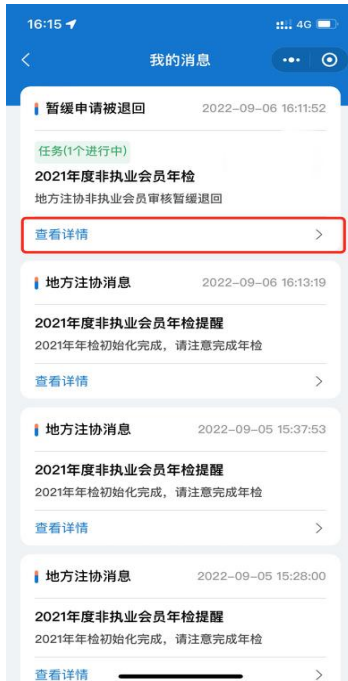 16:15 4G
我的消息
暂缓申请被退回 2022-09-06 16:11:52
任务(1个进行中)
2021年度非执业会员年检
地方注协非执业会员审核暂缓退回
查看详情
地方注协消息 2022-09-06 16:13:19
2021年度非执业会员年检提醒
2021年年检初始化完成，请注意完成年检
查看详情
地方注协消息 2022-09-05 15:37:53
2021年度非执业会员年检提醒
2021年年检初始化完成，请注意完成年检
查看详情
地方注协消息 2022-09-05 15:28:00
2021年度非执业会员年检提醒
2021年年检初始化完成，请注意完成年检
查看详情